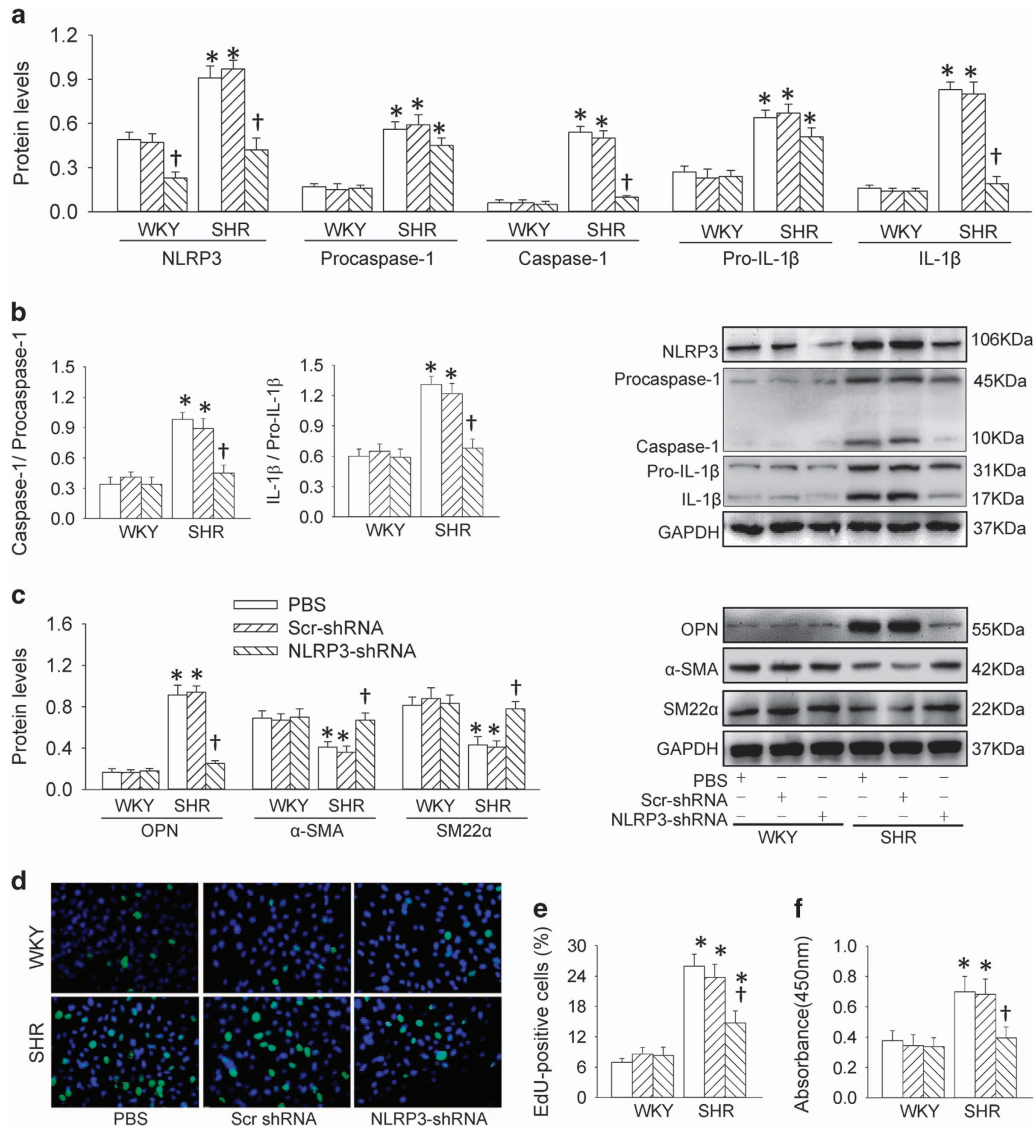 a
Protein levels
1.2
0.9
0.6
0.3
0.0
* *
†
†
* * *
* *
†
* * *
* *
†
WKY SHR WKY SHR WKY SHR WKY SHR WKY SHR
NLRP3 Procaspase-1 Caspase-1 Pro-IL-1β IL-1β
b
Caspase-1/ Procaspase-1
1.5
1.2
0.9
0.6
0.3
0.0
* *
†
WKY SHR
IL-1β / Pro-IL-1β
1.5
1.2
0.9
0.6
0.3
0.0
* *
†
WKY SHR
NLRP3 106KDa
Procaspase-1 45KDa
Caspase-1 10KDa
Pro-IL-1β 31KDa
IL-1β 17KDa
GAPDH 37KDa
c
PBS
Scr-shRNA
NLRP3-shRNA
Protein levels
1.6
1.2
0.8
0.4
0.0
* *
†
* *
†
* *
†
WKY SHR WKY SHR WKY SHR
OPN α-SMA SM22α
OPN 55KDa
α-SMA 42KDa
SM22α 22KDa
GAPDH 37KDa
PBS + − − + − −
Scr-shRNA − + − − + −
NLRP3-shRNA − − + − − +
WKY SHR
d
WKY
SHR
PBS Scr shRNA NLRP3-shRNA
e
EdU-positive cells (%)
30
24
18
12
6
0
* *
*
†
WKY SHR
f
Absorbance(450nm)
1.0
0.8
0.6
0.4
0.2
0.0
* *
†
WKY SHR